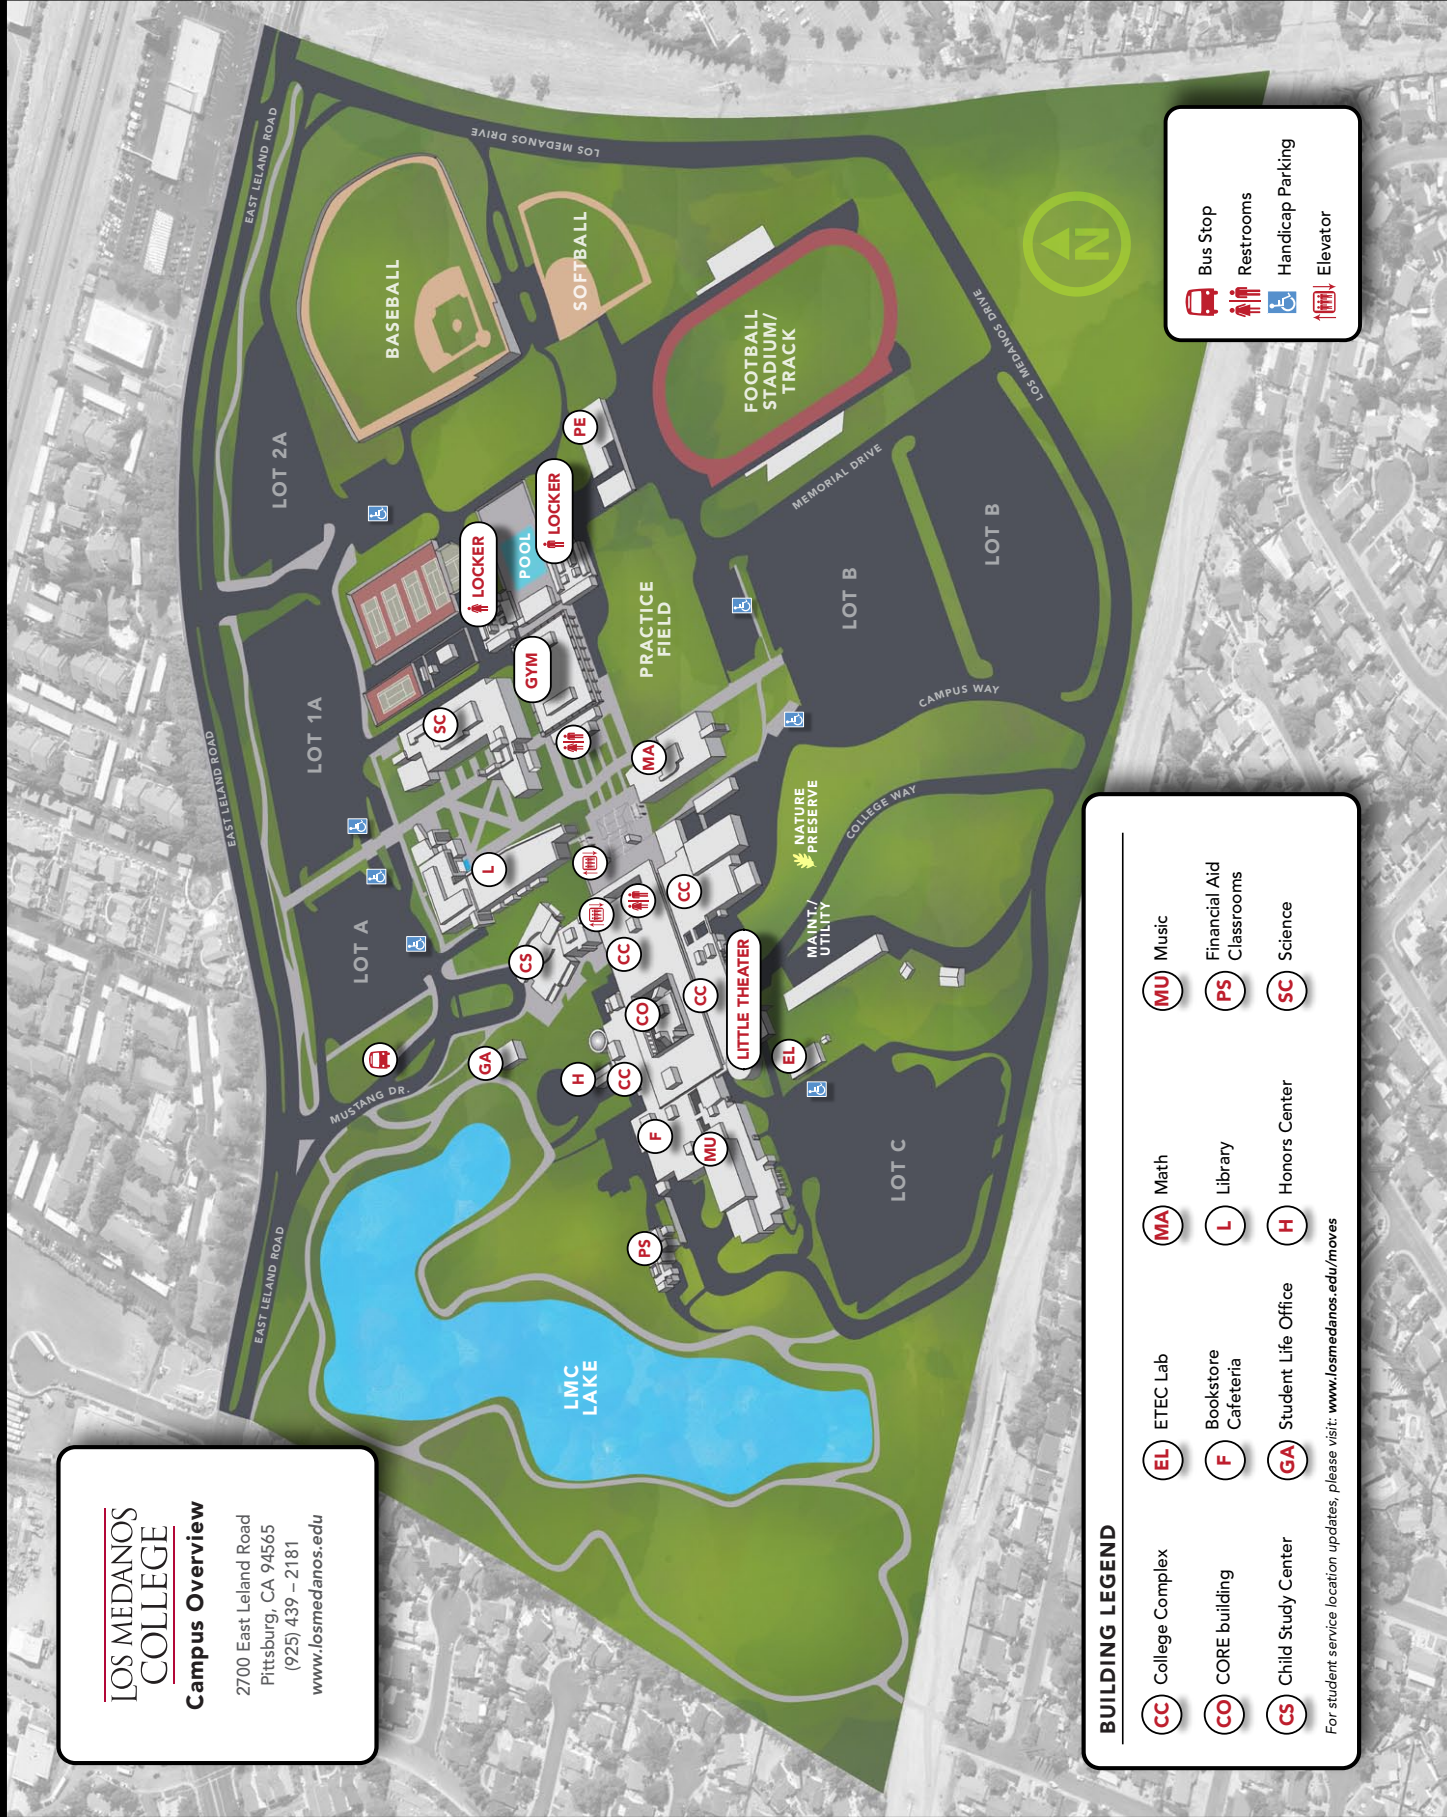 LOS MEDANOS
COLLEGE
Campus Overview
2700 East Leland Road
Pittsburg, CA 94565
(925) 439 – 2181
www.losmedanos.edu
EAST LELAND ROAD
EAST LELAND ROAD
EAST LELAND ROAD
MUSTANG DR.
LOT A
LOT 1A
LOT 2A
BASEBALL
LOS MEDANOS DRIVE
SOFTBALL
GA
CS
L
SC
LOCKER
LOCKER
POOL
GYM
PE
LMC
LAKE
H
CC
CC
CO
F
MU
PS
CC
CC
MA
PRACTICE
FIELD
FOOTBALL
STADIUM/
TRACK
LITTLE THEATER
EL
MAINT./
UTILITY
NATURE
PRESERVE
MEMORIAL DRIVE
LOT B
LOT B
LOT C
COLLEGE WAY
CAMPUS WAY
LOS MEDANOS DRIVE
N
BUILDING LEGEND
CC College Complex
CO CORE building
CS Child Study Center
EL ETEC Lab
F Bookstore
Cafeteria
GA Student Life Office
MA Math
L Library
H Honors Center
MU Music
PS Financial Aid
Classrooms
SC Science
For student service location updates, please visit: www.losmedanos.edu/moves
Bus Stop
Restrooms
Handicap Parking
Elevator